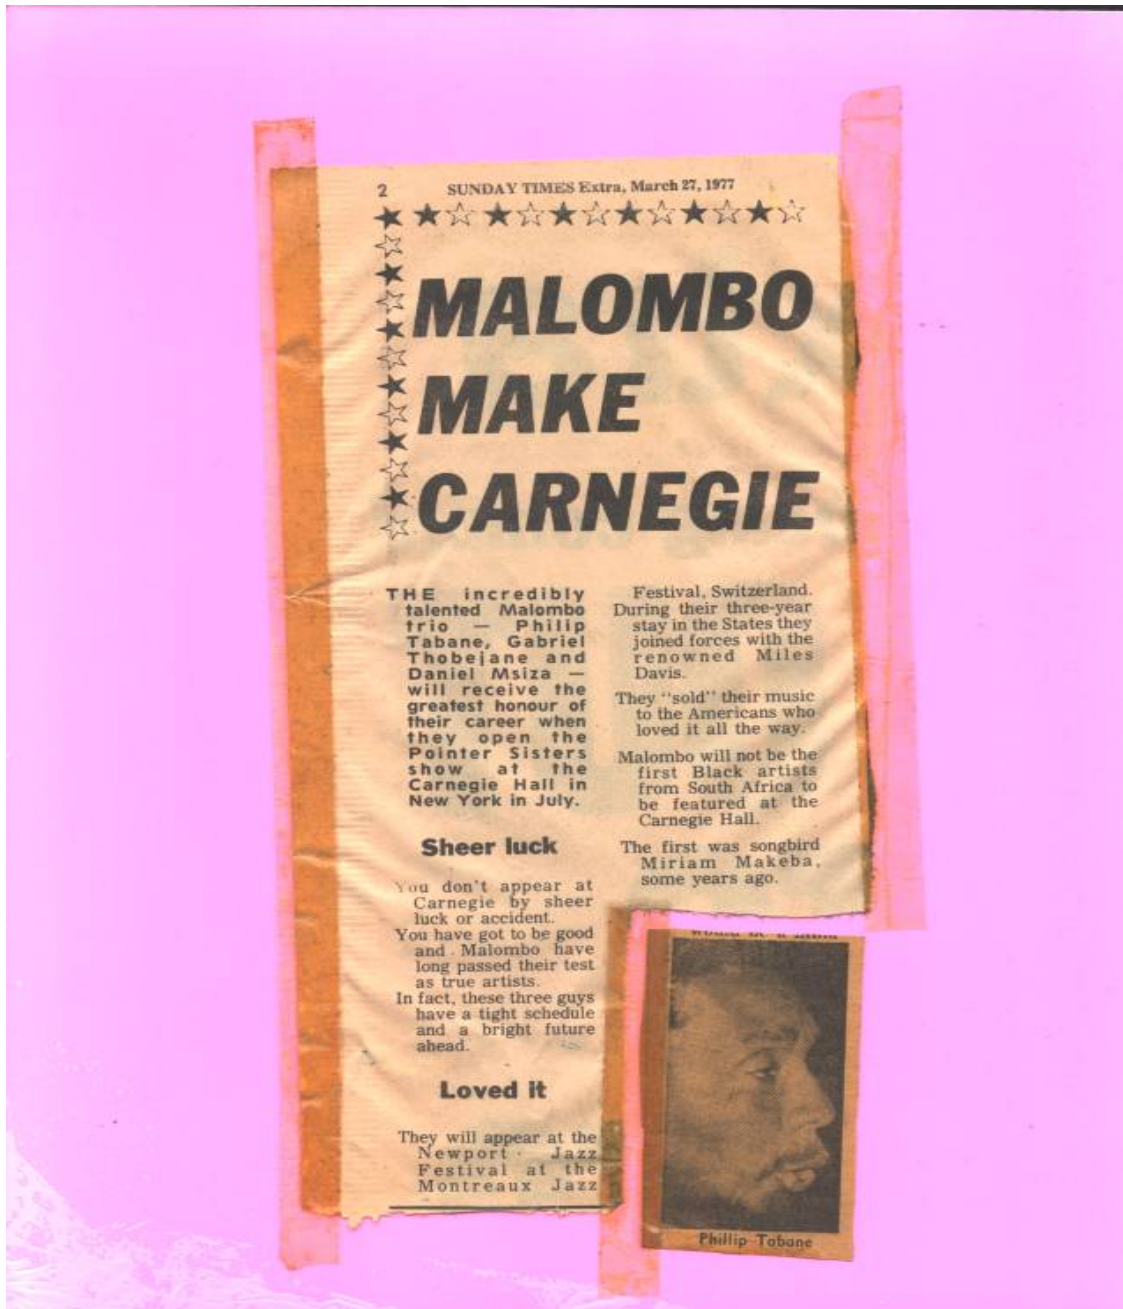 2
SUNDAY TIMES Extra, March 27, 1977
MALOMBO
MAKE
CARNEGIE
THE incredibly
talented Malombo
trio — Philip
Tabane, Gabriel
Thobejane and
Daniel Msiza —
will receive the
greatest honour of
their career when
they open the
Pointer Sisters
show at the
Carnegie Hall in
New York in July.
Sheer luck
You don't appear at
Carnegie by sheer
luck or accident.
You have got to be good
and Malombo have
long passed their test
as true artists.
In fact, these three guys
have a tight schedule
and a bright future
ahead.
Loved it
They will appear at the
Newport Jazz
Festival at the
Montreaux Jazz
Festival, Switzerland.
During their three-year
stay in the States they
joined forces with the
renowned Miles
Davis.
They "sold" their music
to the Americans who
loved it all the way.
Malombo will not be the
first Black artists
from South Africa to
be featured at the
Carnegie Hall.
The first was songbird
Miriam Makeba,
some years ago.
would be a
Phillip Tabane